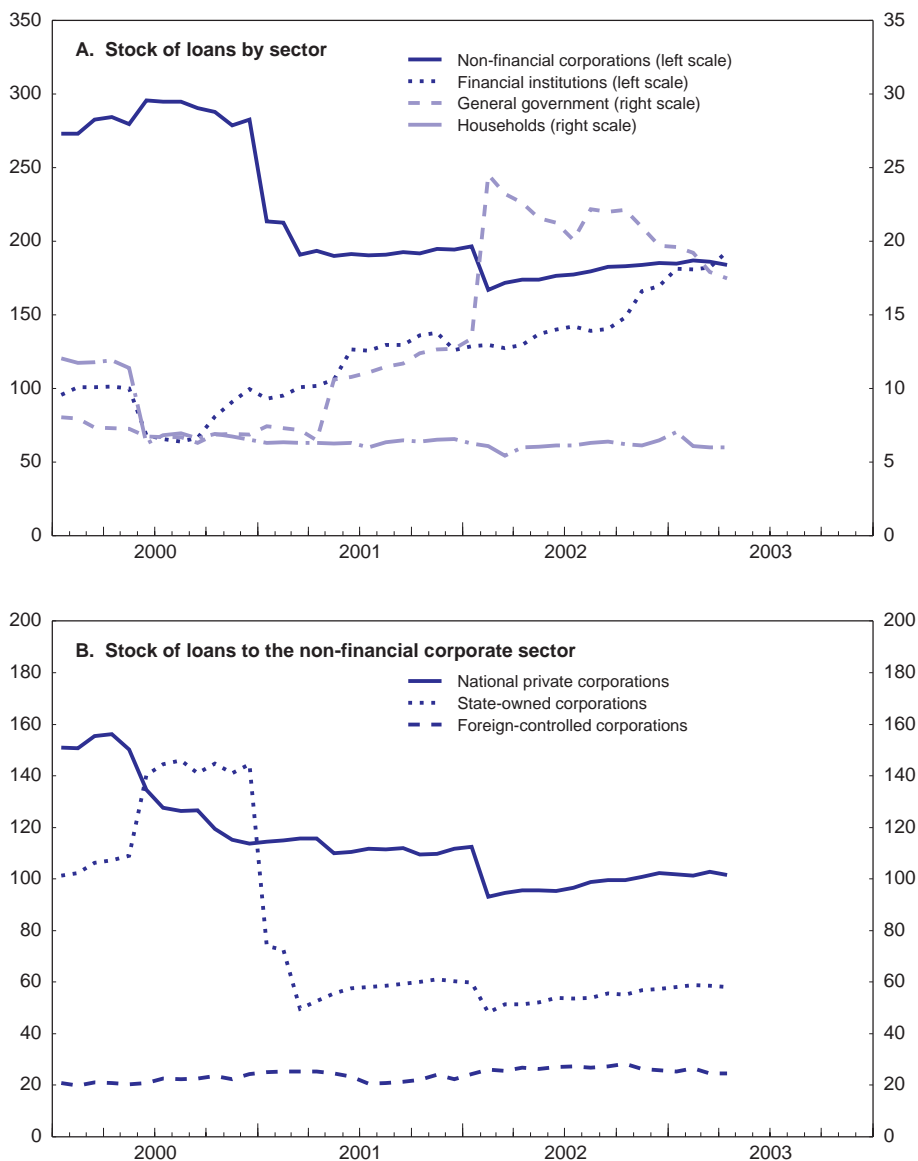 350 35
A. Stock of loans by sector
Non-financial corporations (left scale)
Financial institutions (left scale)
General government (right scale)
Households (right scale)
300 30
250 25
200 20
150 15
100 10
50 5
0 0
2000 2001 2002 2003
200 200
B. Stock of loans to the non-financial corporate sector
180 180
National private corporations
State-owned corporations
Foreign-controlled corporations
160 160
140 140
120 120
100 100
80 80
60 60
40 40
20 20
0 0
2000 2001 2002 2003